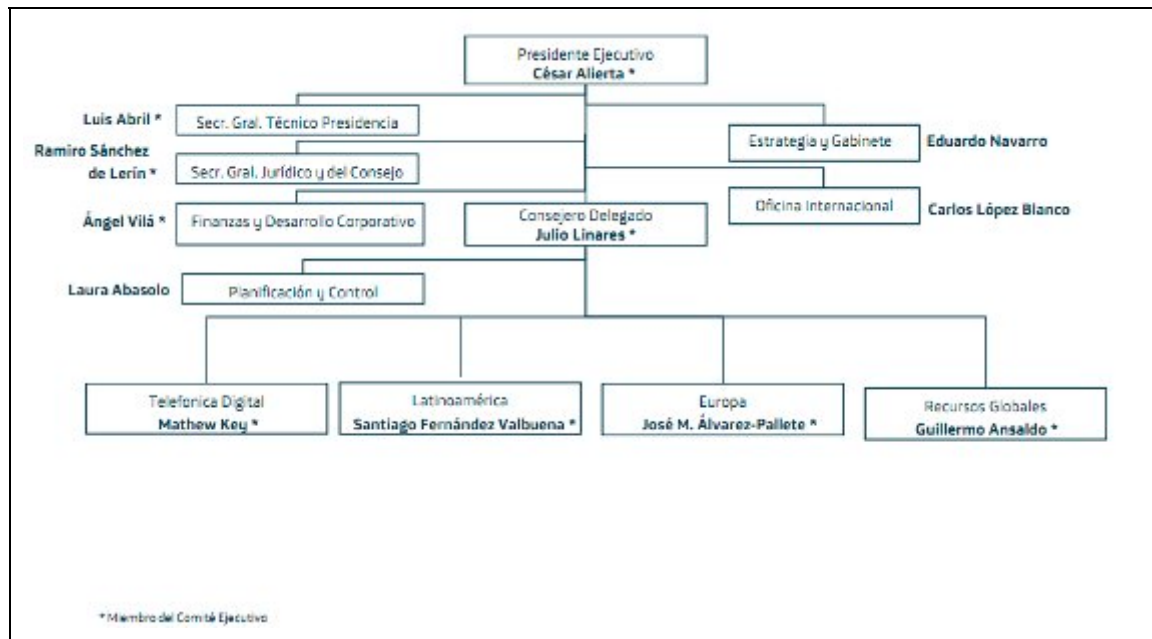 Presidente Ejecutivo
César Alierta *
Luis Abril *
Secr. Gral. Técnico Presidencia
Estrategia y Gabinete
Eduardo Navarro
Ramiro Sánchez
de Lerín *
Secr. Gral. Jurídico y del Consejo
Oficina Internacional
Carlos López Blanco
Ángel Vilá *
Finanzas y Desarrollo Corporativo
Consejero Delegado
Julio Linares *
Laura Abasolo
Planificación y Control
Telefonica Digital
Mathew Key *
Latinoamérica
Santiago Fernández Valbuena *
Europa
José M. Álvarez-Pallete *
Recursos Globales
Guillermo Ansaldo *
* Miembro del Comité Ejecutivo